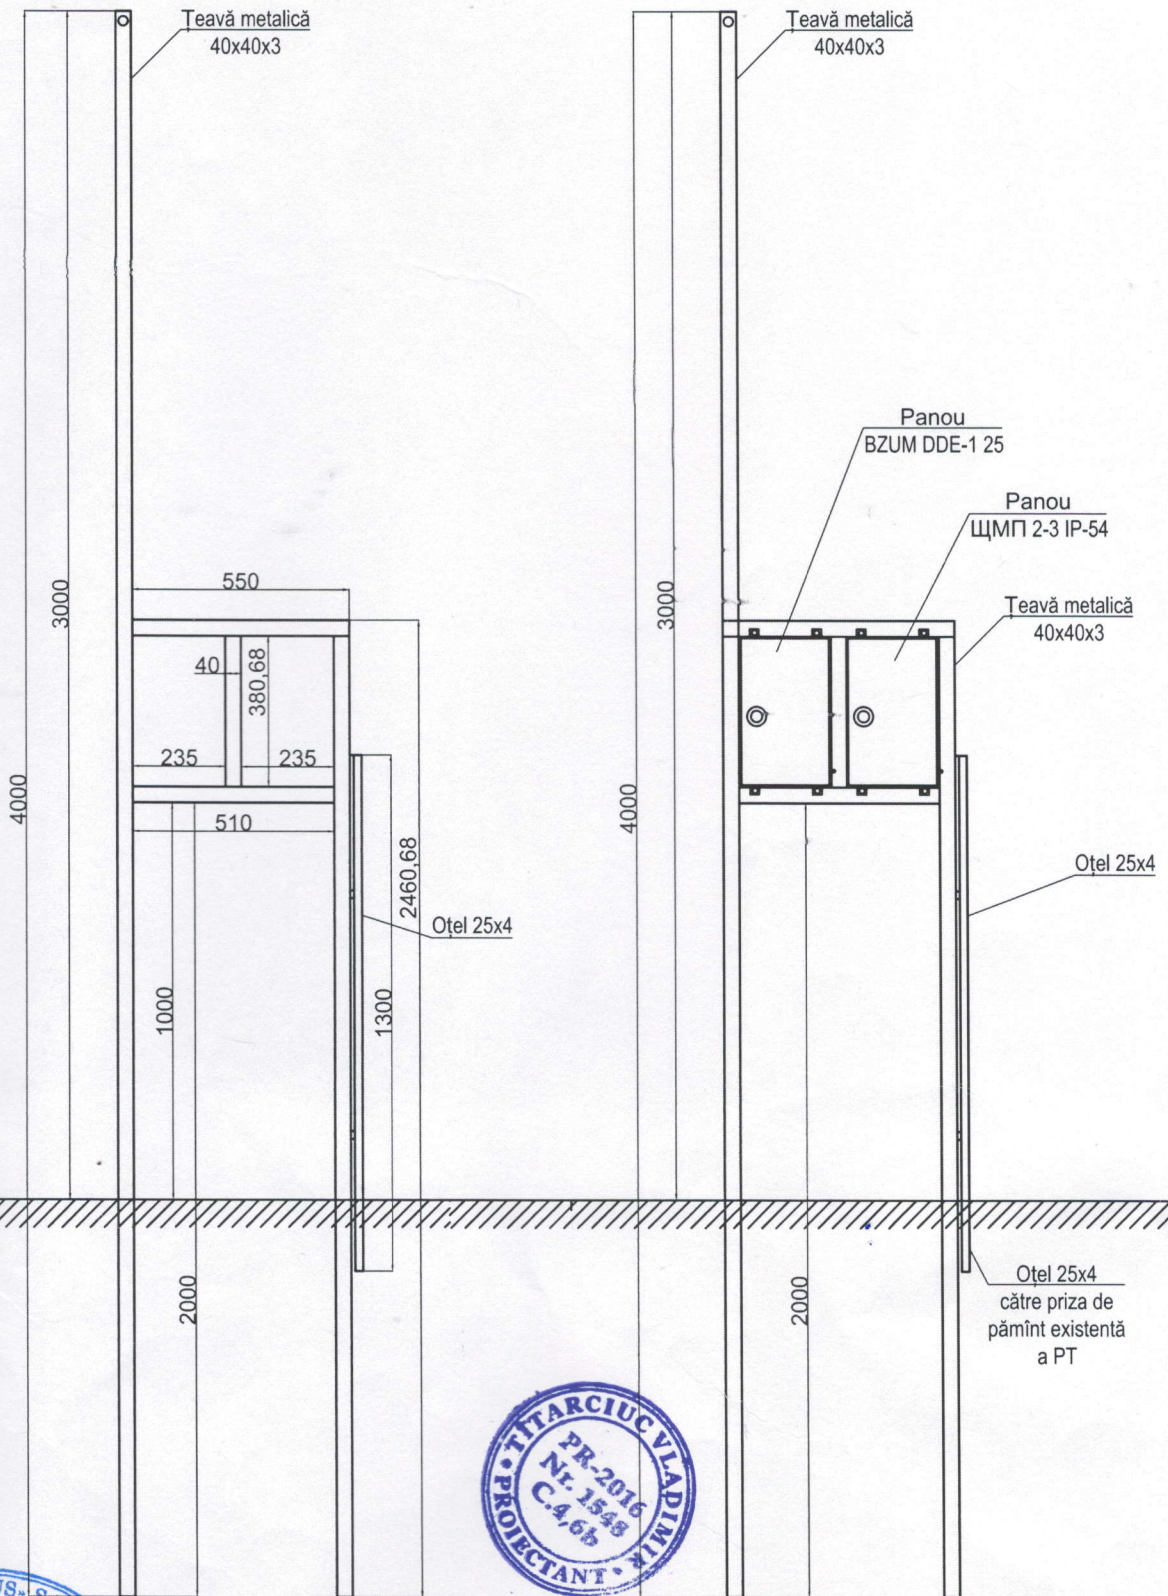 Țeavă metalică
40x40x3
Țeavă metalică
40x40x3
Panou
BZUM DDE-1 25
Panou
ЩМП 2-3 IP-54
Țeavă metalică
40x40x3
550
3000
3000
40
380,68
235
235
4000
4000
510
2460,68
Oțel 25x4
Oțel 25x4
1000
1300
2000
2000
Oțel 25x4
către priza de
pămînt existentă
a PT
TÎTARCIUC VLADIMIR • PROIECTANT •
PR-2016
Nr. 1548
C.4,6b